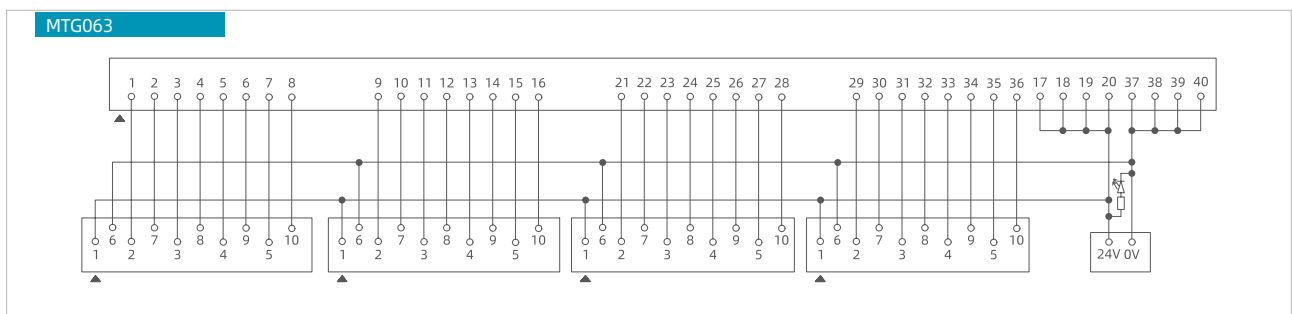 MTG063
1 2 3 4 5 6 7 8 9 10 11 12 13 14 15 16 21 22 23 24 25 26 27 28 29 30 31 32 33 34 35 36 17 18 19 20 37 38 39 40
6 7 8 9 10 6 7 8 9 10 6 7 8 9 10 6 7 8 9 10
1 2 3 4 5 1 2 3 4 5 1 2 3 4 5 1 2 3 4 5 24V 0V